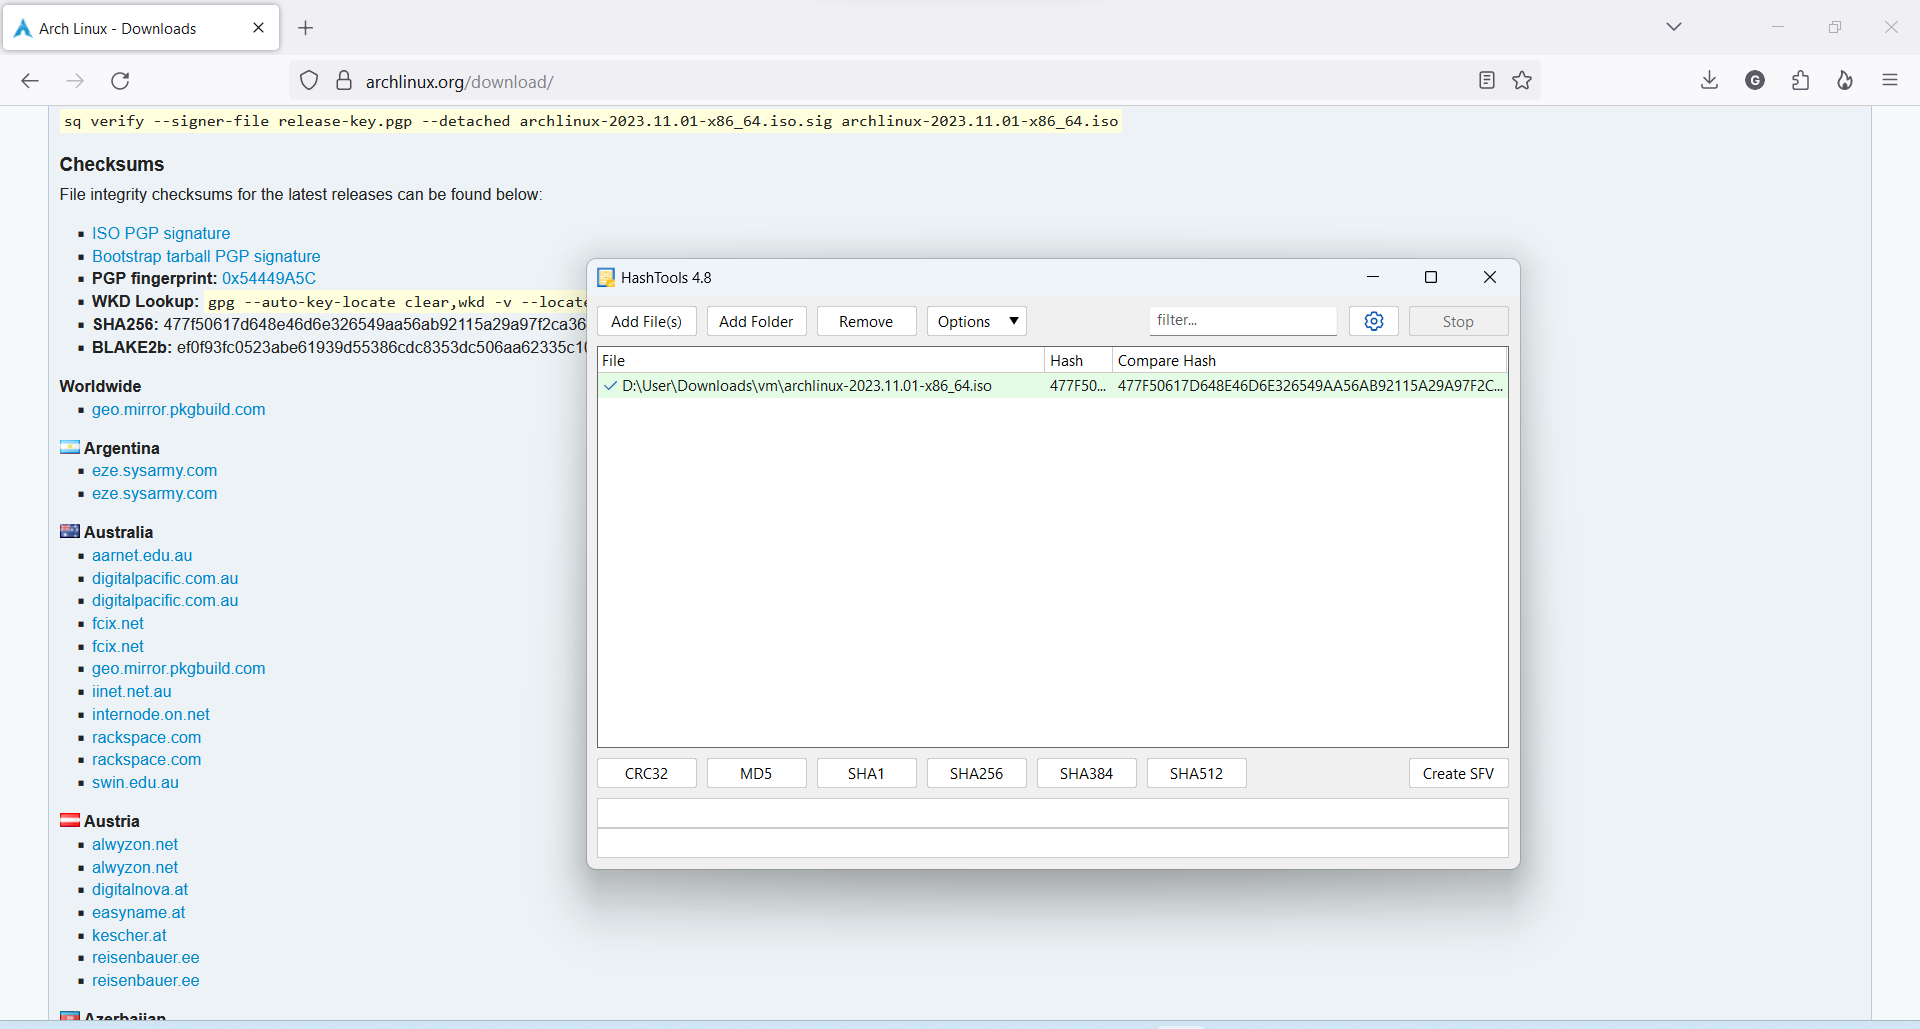 Arch Linux - Downloads
archlinux.org/download/
G
sq verify --signer-file release-key.pgp --detached archlinux-2023.11.01-x86_64.iso.sig archlinux-2023.11.01-x86_64.iso
Checksums
File integrity checksums for the latest releases can be found below:
ISO PGP signature
Bootstrap tarball PGP signature
PGP fingerprint: 0x54449A5C
WKD Lookup: gpg --auto-key-locate clear,wkd -v --locate
SHA256: 477f50617d648e46d6e326549aa56ab92115a29a97f2ca36
BLAKE2b: ef0f93fc0523abe61939d55386cdc8353dc506aa62335c10
Worldwide
geo.mirror.pkgbuild.com
Argentina
eze.sysarmy.com
eze.sysarmy.com
Australia
aarnet.edu.au
digitalpacific.com.au
digitalpacific.com.au
fcix.net
fcix.net
geo.mirror.pkgbuild.com
iinet.net.au
internode.on.net
rackspace.com
rackspace.com
swin.edu.au
Austria
alwyzon.net
alwyzon.net
digitalnova.at
easyname.at
kescher.at
reisenbauer.ee
reisenbauer.ee
Azerbaijan
HashTools 4.8
Add File(s) Add Folder Remove Options filter... Stop
File Hash Compare Hash
D:\User\Downloads\vm\archlinux-2023.11.01-x86_64.iso 477F50... 477F50617D648E46D6E326549AA56AB92115A29A97F2C...
CRC32 MD5 SHA1 SHA256 SHA384 SHA512 Create SFV